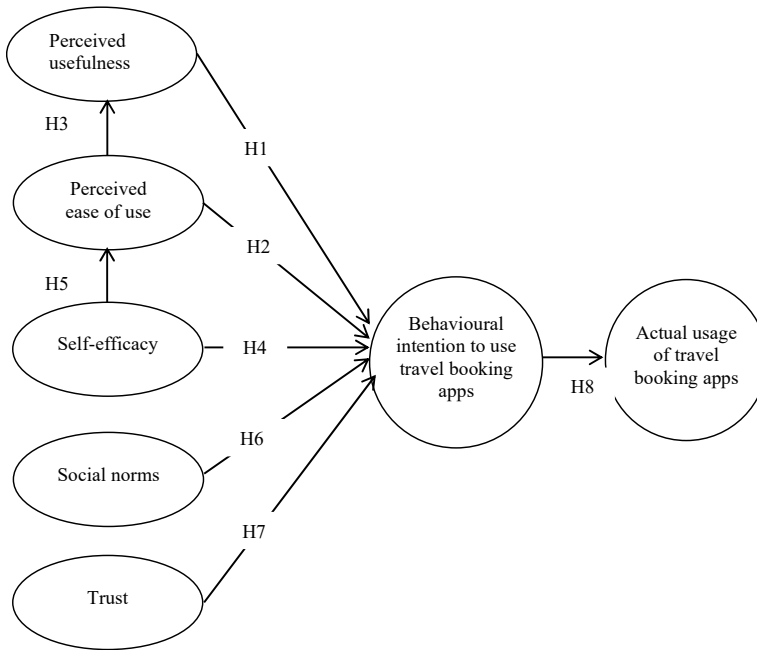 Perceived
usefulness
H3
H1
Perceived
ease of use
H2
H5
Self-efficacy
H4
Behavioural
intention to use
travel booking
apps
Actual usage
of travel
booking apps
H8
H6
Social norms
H7
Trust